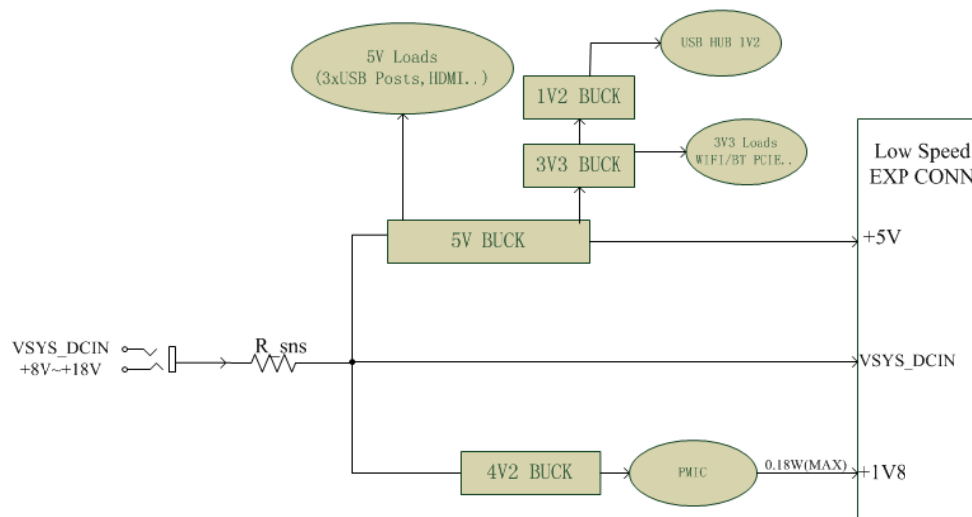 5V Loads
(3xUSB Posts,HDMI..)
USB HUB 1V2
1V2 BUCK
3V3 BUCK
3V3 Loads
WIFI/BT PCIE..
Low Speed
EXP CONN
5V BUCK
+5V
VSYS_DCIN
+8V~+18V
R_sns
VSYS_DCIN
4V2 BUCK
PMIC
0.18W(MAX)
+1V8